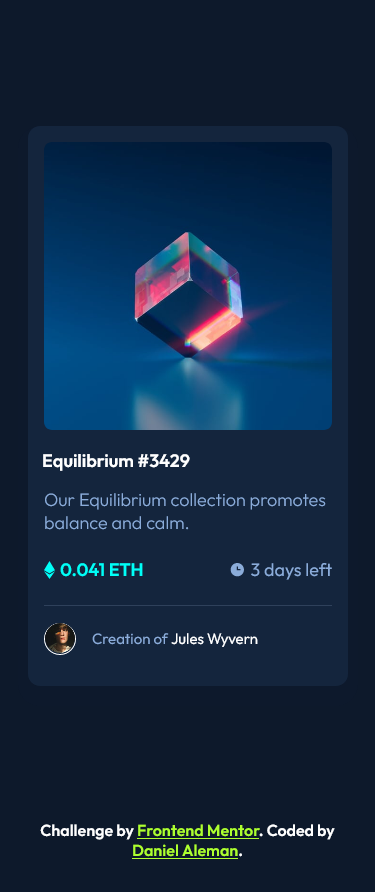 Equilibrium #3429
Our Equilibrium collection promotes
balance and calm.
0.041 ETH
3 days left
Creation of Jules Wyvern
Challenge by Frontend Mentor. Coded by
Daniel Aleman.